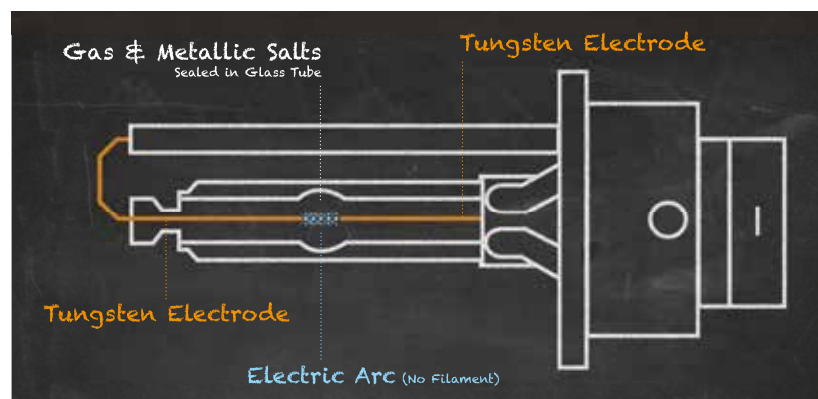 Gas & Metallic Salts
Sealed in Glass Tube
Tungsten Electrode
Tungsten Electrode
Electric Arc (No Filament)